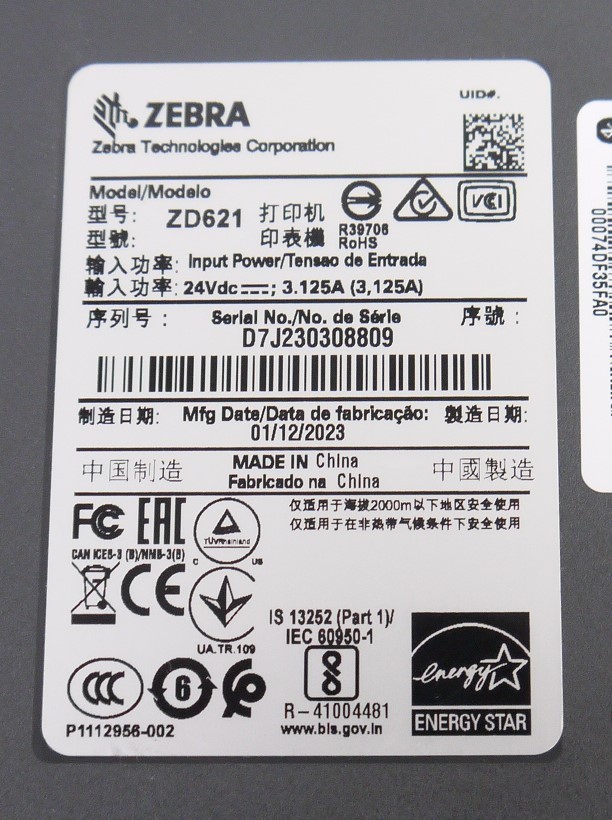 UID#.
ZEBRA
Zebra Technologies Corporation
Model/Modelo
型号: ZD621 打印机
型號: 印表機
R39706
RoHS
VCI
输入功率: Input Power/Tensao de Entrada
輸入功率: 24Vdc ⎓; 3.125A (3,125A)
序列号: Serial No./No. de Série 序號:
D7J230308809
制造日期: Mfg Date/Data de fabricação: 製造日期:
01/12/2023
中国制造 MADE IN China 中國製造
Fabricado na China
FC EAC
仅适用于海拔2000m以下地区安全使用
仅适用于在非热带气候条件下安全使用
TÜVRheinland
C US
CAN ICES-3 (B)/NMB-3(B)
CE
UA.TR.109
IS 13252 (Part 1)/
IEC 60950-1
CCC 6
R-41004481
www.bis.gov.in
energy
ENERGY STAR
P1112956-002
00074DF35FA0